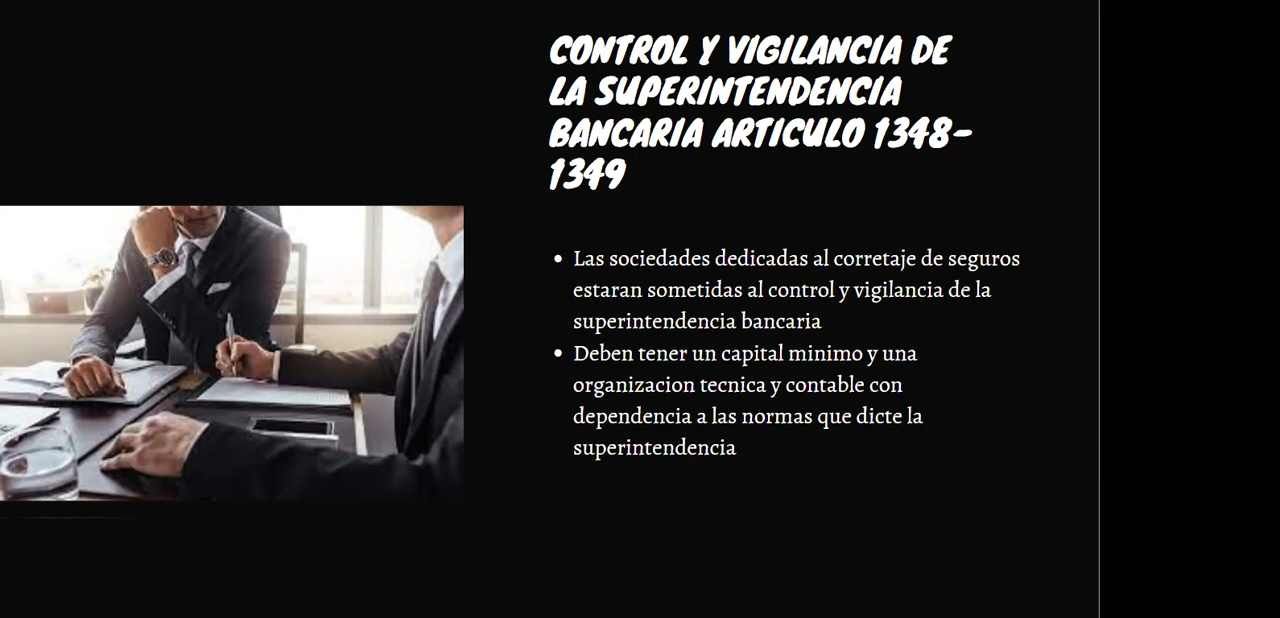 CONTROL Y VIGILANCIA DE
LA SUPERINTENDENCIA
BANCARIA ARTICULO 1348-
1349
• Las sociedades dedicadas al corretaje de seguros
estaran sometidas al control y vigilancia de la
superintendencia bancaria
• Deben tener un capital minimo y una
organizacion tecnica y contable con
dependencia a las normas que dicte la
superintendencia